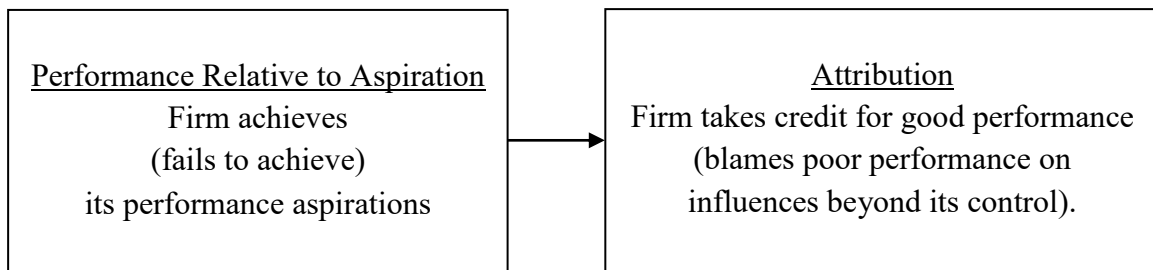 Performance Relative to Aspiration
Firm achieves
(fails to achieve)
its performance aspirations
Attribution
Firm takes credit for good performance
(blames poor performance on
influences beyond its control).